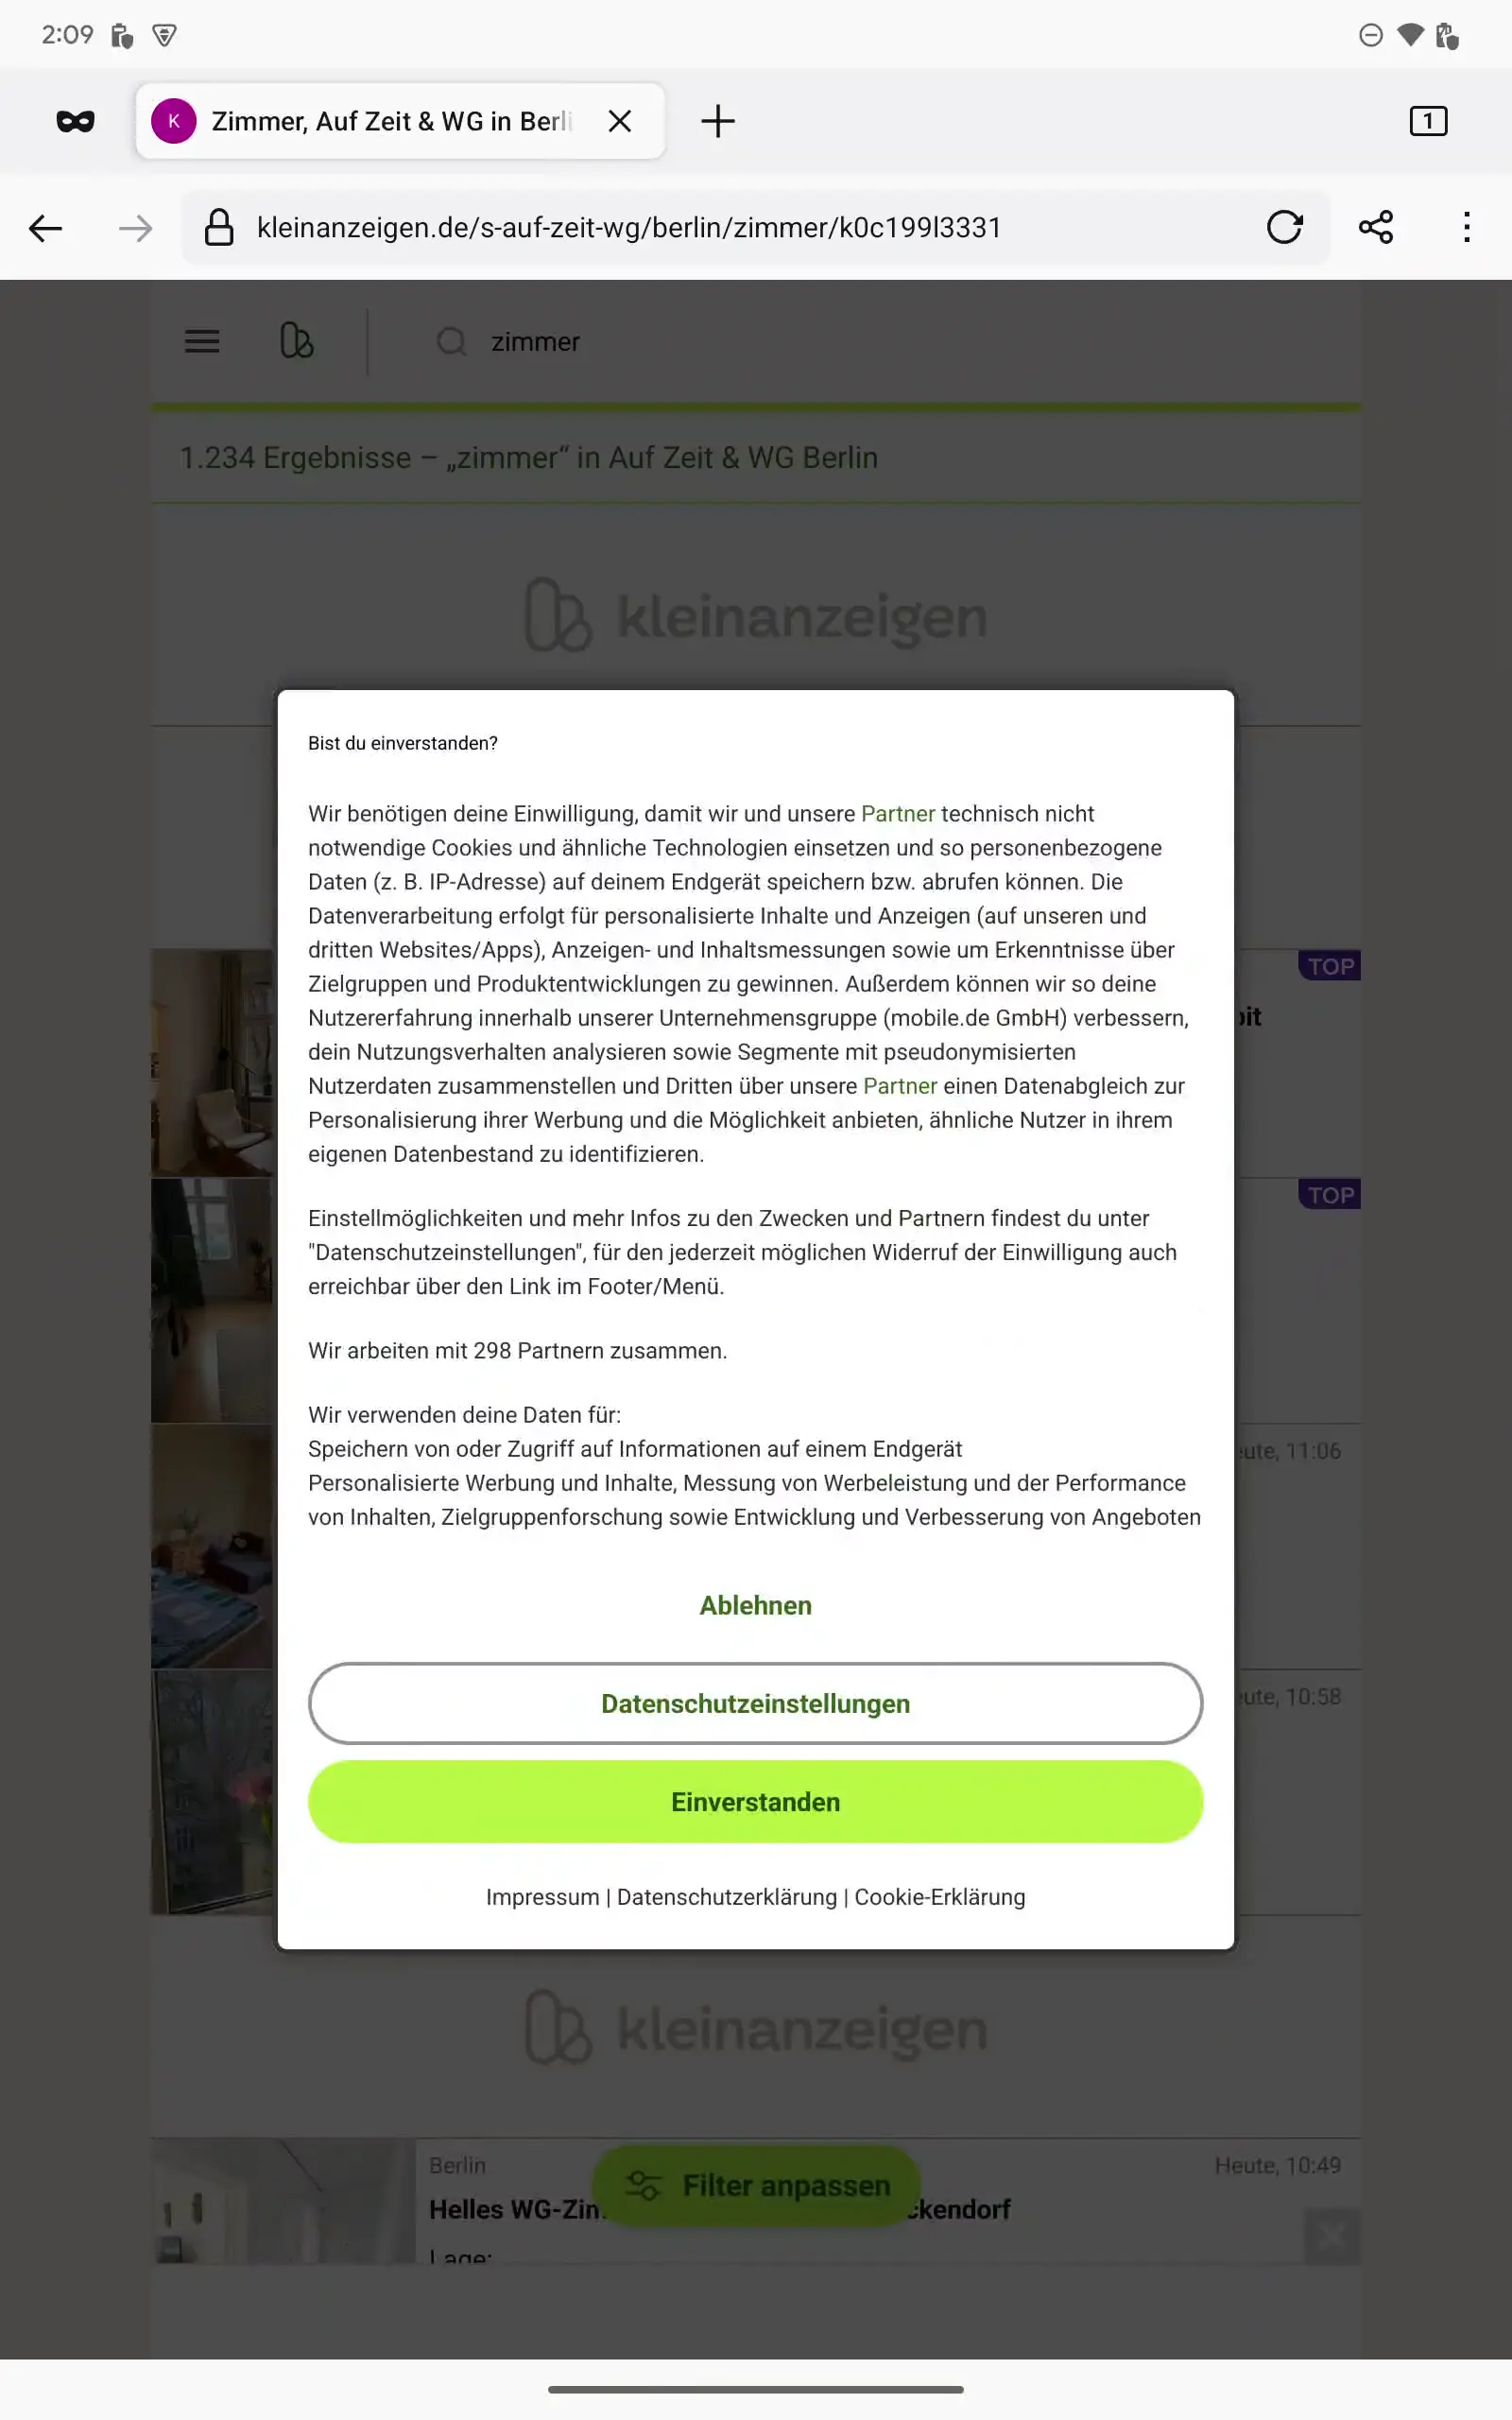 2:09
K Zimmer, Auf Zeit & WG in Berli
1
kleinanzeigen.de/s-auf-zeit-wg/berlin/zimmer/k0c199l3331
zimmer
1.234 Ergebnisse – „zimmer“ in Auf Zeit & WG Berlin
kleinanzeigen
Bist du einverstanden?
Wir benötigen deine Einwilligung, damit wir und unsere Partner technisch nicht
notwendige Cookies und ähnliche Technologien einsetzen und so personenbezogene
Daten (z. B. IP-Adresse) auf deinem Endgerät speichern bzw. abrufen können. Die
Datenverarbeitung erfolgt für personalisierte Inhalte und Anzeigen (auf unseren und
dritten Websites/Apps), Anzeigen- und Inhaltsmessungen sowie um Erkenntnisse über
Zielgruppen und Produktentwicklungen zu gewinnen. Außerdem können wir so deine
Nutzererfahrung innerhalb unserer Unternehmensgruppe (mobile.de GmbH) verbessern,
dein Nutzungsverhalten analysieren sowie Segmente mit pseudonymisierten
Nutzerdaten zusammenstellen und Dritten über unsere Partner einen Datenabgleich zur
Personalisierung ihrer Werbung und die Möglichkeit anbieten, ähnliche Nutzer in ihrem
eigenen Datenbestand zu identifizieren.
Einstellmöglichkeiten und mehr Infos zu den Zwecken und Partnern findest du unter
"Datenschutzeinstellungen", für den jederzeit möglichen Widerruf der Einwilligung auch
erreichbar über den Link im Footer/Menü.
Wir arbeiten mit 298 Partnern zusammen.
Wir verwenden deine Daten für:
Speichern von oder Zugriff auf Informationen auf einem Endgerät
Personalisierte Werbung und Inhalte, Messung von Werbeleistung und der Performance
von Inhalten, Zielgruppenforschung sowie Entwicklung und Verbesserung von Angeboten
Ablehnen
Datenschutzeinstellungen
Einverstanden
Impressum | Datenschutzerklärung | Cookie-Erklärung
TOP
TOP
11:06
10:58
kleinanzeigen
Berlin
Heute, 10:49
Helles WG-Zim
ckendorf
Filter anpassen
Lage: